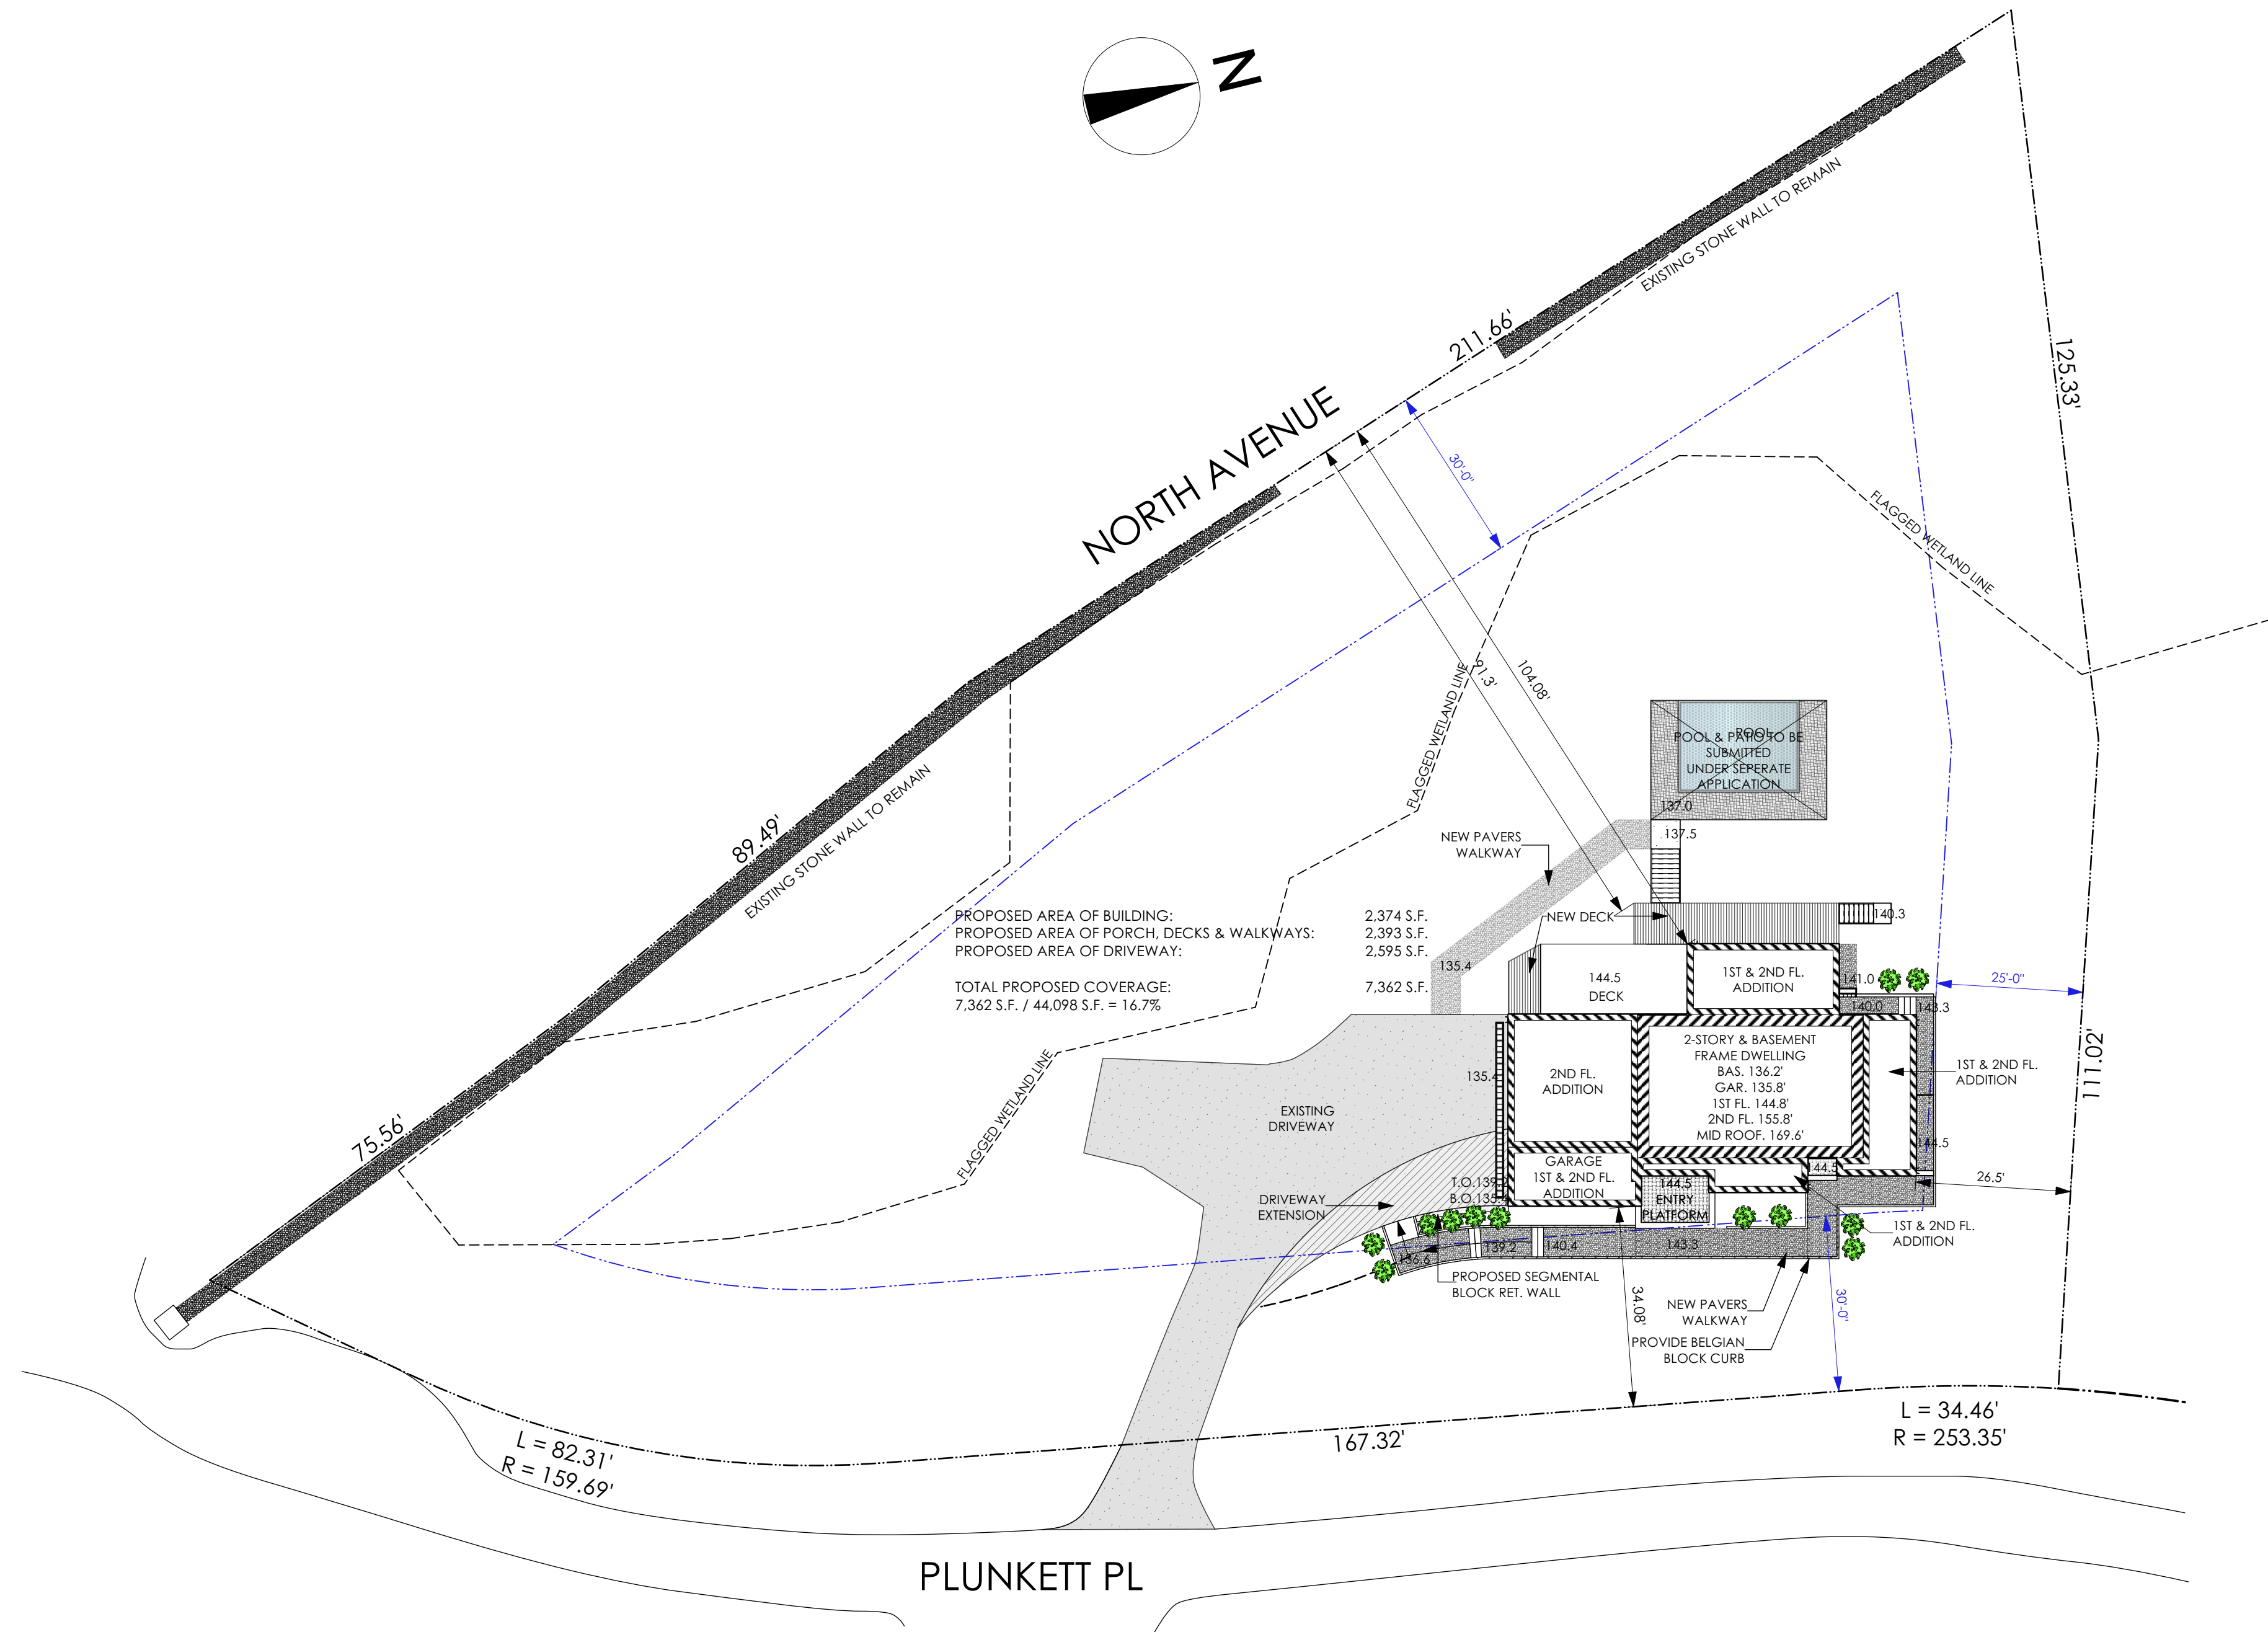 N
EXISTING STONE WALL TO REMAIN
211.66'
125.33'
NORTH AVENUE
30'-0"
FLAGGED WETLAND LINE
91.3'
104.08'
FLAGGED WETLAND LINE
POOL
POOL & PATIO TO BE
SUBMITTED
UNDER SEPERATE
APPLICATION
137.0
137.5
89.49'
EXISTING STONE WALL TO REMAIN
NEW PAVERS
WALKWAY
NEW DECK
140.3
PROPOSED AREA OF BUILDING: 2,374 S.F.
PROPOSED AREA OF PORCH, DECKS & WALKWAYS: 2,393 S.F.
PROPOSED AREA OF DRIVEWAY: 2,595 S.F.
TOTAL PROPOSED COVERAGE: 7,362 S.F.
7,362 S.F. / 44,098 S.F. = 16.7%
135.4
144.5
DECK
1ST & 2ND FL.
ADDITION
141.0
140.0
143.3
25'-0"
75.56'
FLAGGED WETLAND LINE
EXISTING
DRIVEWAY
135.4
2ND FL.
ADDITION
2-STORY & BASEMENT
FRAME DWELLING
BAS. 136.2'
GAR. 135.8'
1ST FL. 144.8'
2ND FL. 155.8'
MID ROOF. 169.6'
1ST & 2ND FL.
ADDITION
111.02'
144.5
GARAGE
1ST & 2ND FL.
ADDITION
144.5
144.5
ENTRY
PLATFORM
26.5'
T.O.139.2
B.O.135.4
DRIVEWAY
EXTENSION
1ST & 2ND FL.
ADDITION
136.6
139.2
140.4
143.3
PROPOSED SEGMENTAL
BLOCK RET. WALL
34.08'
NEW PAVERS
WALKWAY
30'-0"
PROVIDE BELGIAN
BLOCK CURB
L = 82.31'
R = 159.69'
167.32'
L = 34.46'
R = 253.35'
PLUNKETT PL